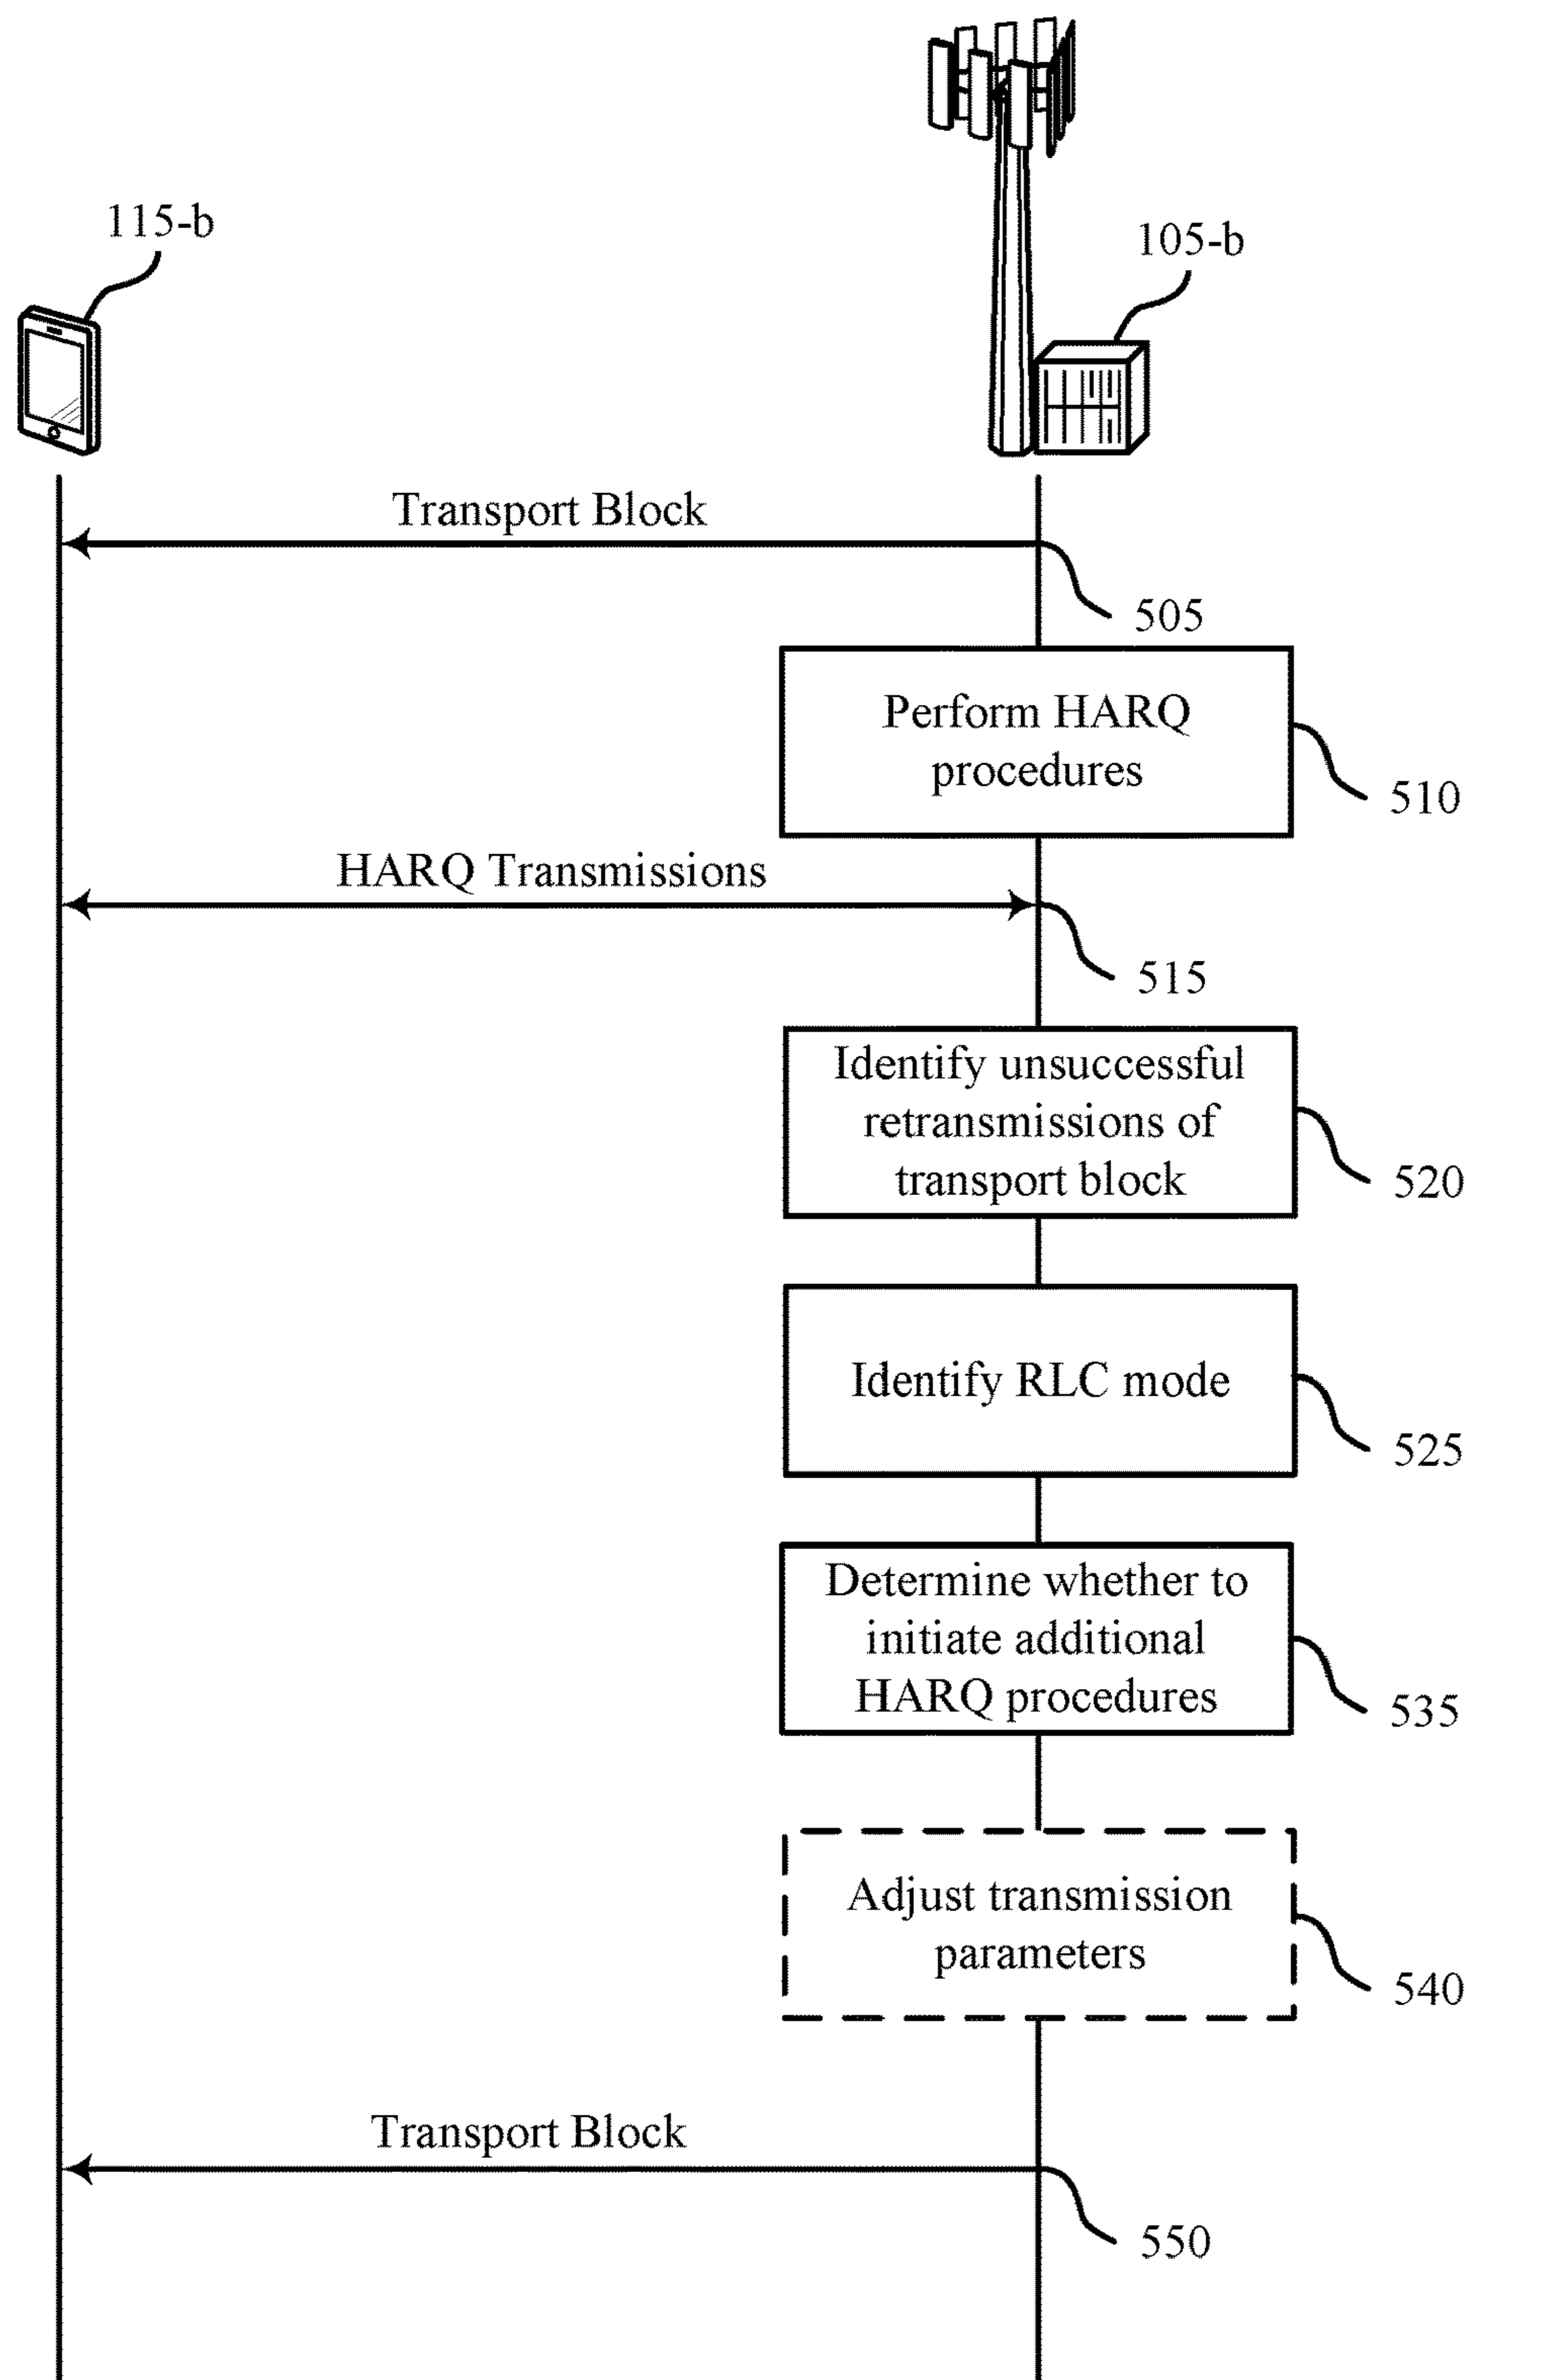 115-b
105-b
Transport Block
505
Perform HARQ
procedures
510
HARQ Transmissions
515
Identify unsuccessful
retransmissions of
transport block
520
Identify RLC mode
525
Determine whether to
initiate additional
HARQ procedures
535
Adjust transmission
parameters
540
Transport Block
550